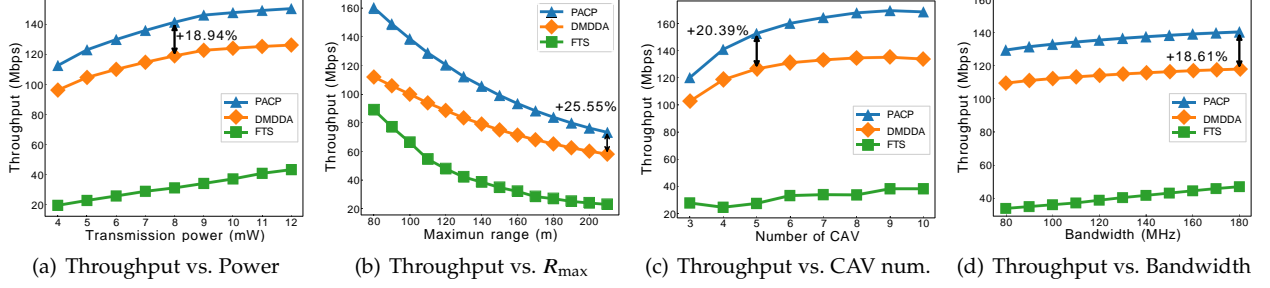 Throughput (Mbps)
140
120
100
80
60
40
20
+18.94%
PACP
DMDDA
FTS
4 5 6 7 8 9 10 11 12
Transmission power (mW)
(a) Throughput vs. Power
Throughput (Mbps)
160
140
120
100
80
60
40
20
PACP
DMDDA
FTS
+25.55%
80 100 120 140 160 180 200
Maximun range (m)
(b) Throughput vs. Rmax
Throughput (Mbps)
160
140
120
100
80
60
40
20
+20.39%
PACP
DMDDA
FTS
3 4 5 6 7 8 9 10
Number of CAV
(c) Throughput vs. CAV num.
Throughput (Mbps)
160
140
120
100
80
60
40
+18.61%
PACP
DMDDA
FTS
80 100 120 140 160 180
Bandwidth (MHz)
(d) Throughput vs. Bandwidth